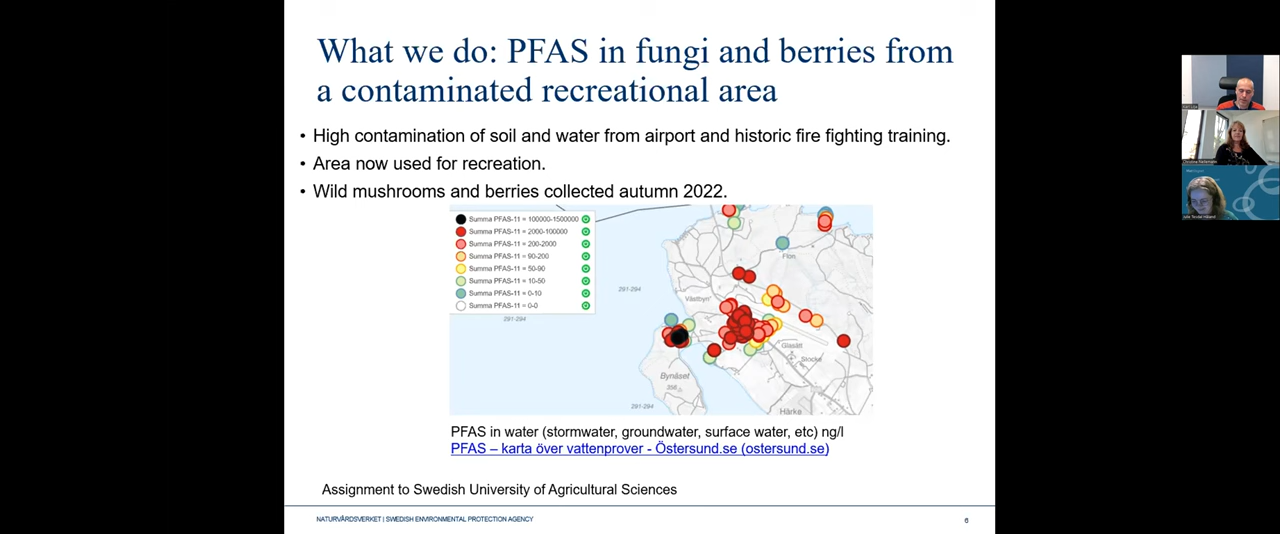 What we do: PFAS in fungi and berries from
a contaminated recreational area
• High contamination of soil and water from airport and historic fire fighting training.
• Area now used for recreation.
• Wild mushrooms and berries collected autumn 2022.
Summa PFAS-11 = 100000-1500000
Summa PFAS-11 = 2000-100000
Summa PFAS-11 = 200-2000
Summa PFAS-11 = 90-200
Summa PFAS-11 = 50-90
Summa PFAS-11 = 10-50
Summa PFAS-11 = 0-10
Summa PFAS-11 = 0-0
291-294
Flon
291-294
Västbyn
Glasätt
Stocke
Bynäset
358
291-294
Härke
PFAS in water (stormwater, groundwater, surface water, etc) ng/l
PFAS – karta över vattenprover - Östersund.se (ostersund.se)
Assignment to Swedish University of Agricultural Sciences
NATURVÅRDSVERKET | SWEDISH ENVIRONMENTAL PROTECTION AGENCY
6